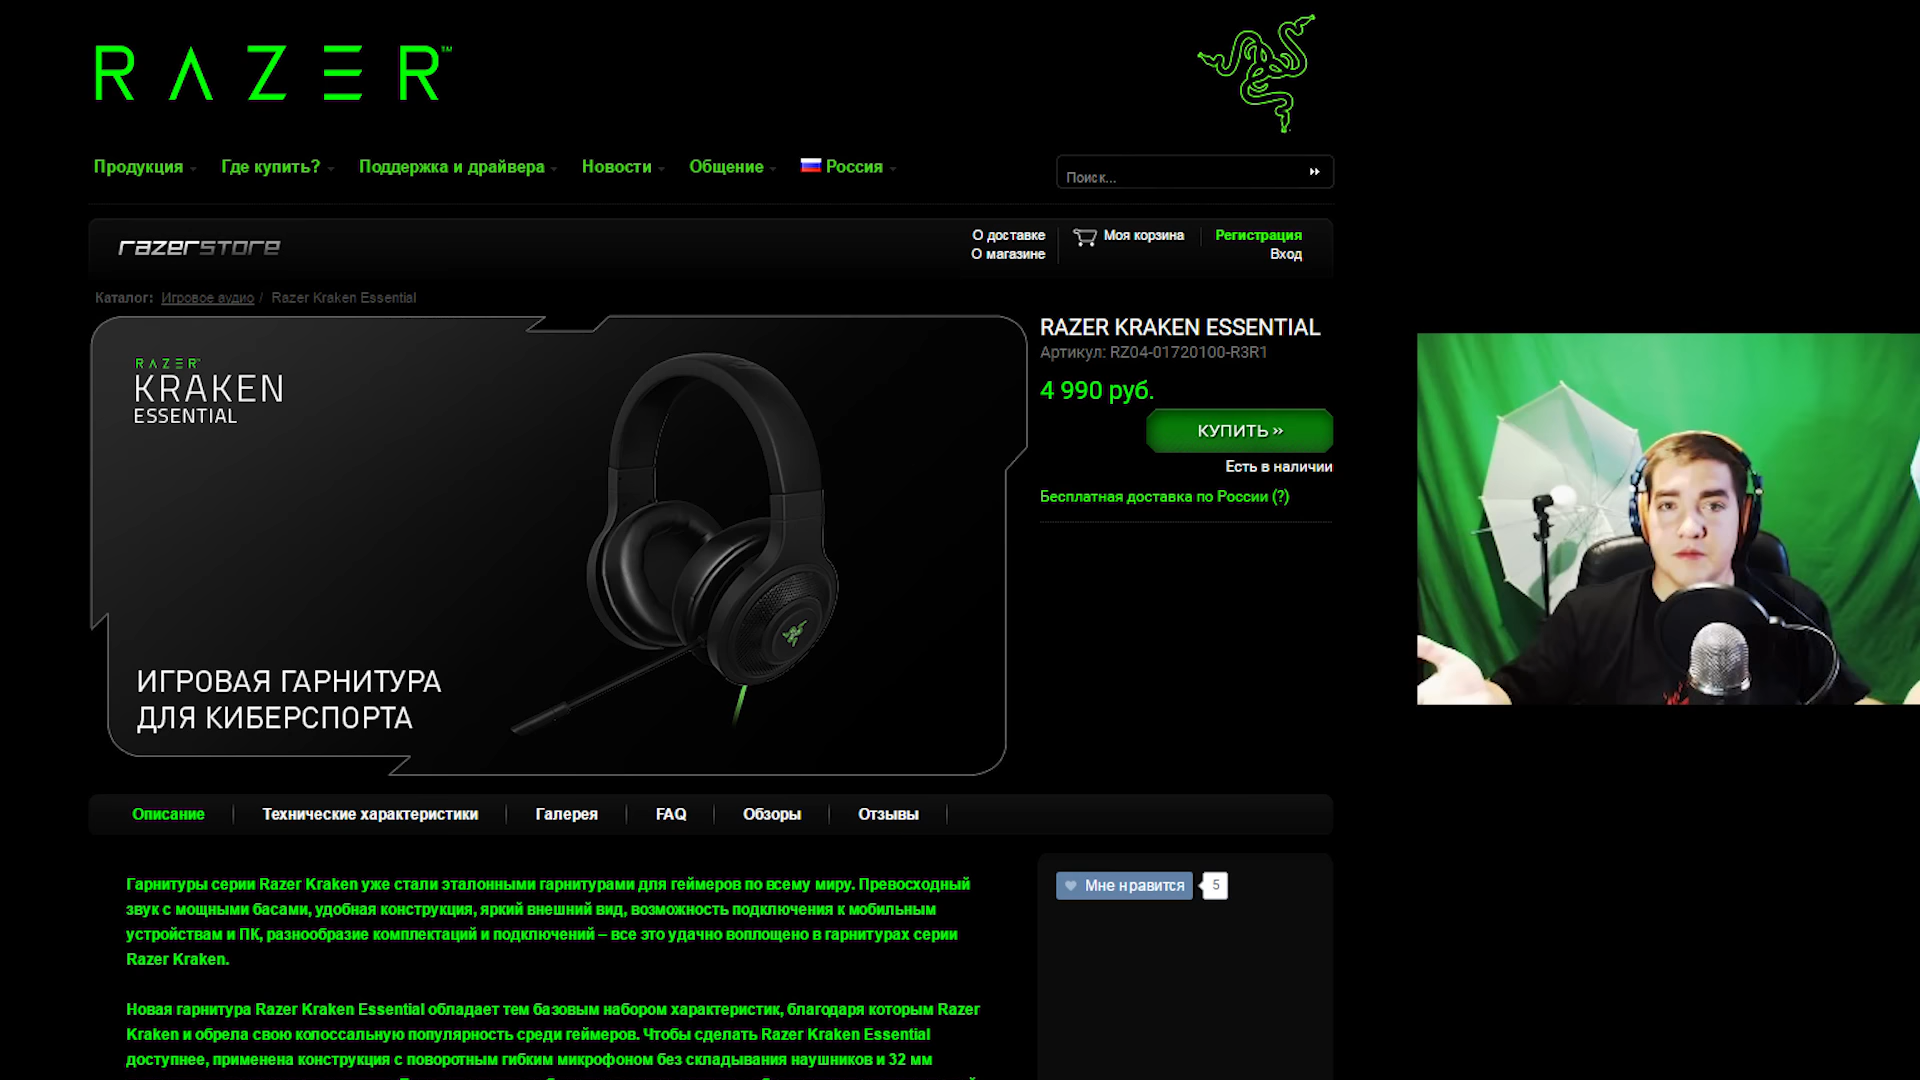 RAZER™
Продукция Где купить? Поддержка и драйвера Новости Общение Россия
Поиск...
razerstore
О доставке
О магазине
Моя корзина
Регистрация
Вход
Каталог: Игровое аудио / Razer Kraken Essential
RAZER™
KRAKEN
ESSENTIAL
ИГРОВАЯ ГАРНИТУРА
ДЛЯ КИБЕРСПОРТА
RAZER KRAKEN ESSENTIAL
Артикул: RZ04-01720100-R3R1
4 990 руб.
КУПИТЬ »
Есть в наличии
Бесплатная доставка по России (?)
Описание Технические характеристики Галерея FAQ Обзоры Отзывы
Гарнитуры серии Razer Kraken уже стали эталонными гарнитурами для геймеров по всему миру. Превосходный
звук с мощными басами, удобная конструкция, яркий внешний вид, возможность подключения к мобильным
устройствам и ПК, разнообразие комплектаций и подключений – все это удачно воплощено в гарнитурах серии
Razer Kraken.
Новая гарнитура Razer Kraken Essential обладает тем базовым набором характеристик, благодаря которым Razer
Kraken и обрела свою колоссальную популярность среди геймеров. Чтобы сделать Razer Kraken Essential
доступнее, применена конструкция с поворотным гибким микрофоном без складывания наушников и 32 мм
Мне нравится 5